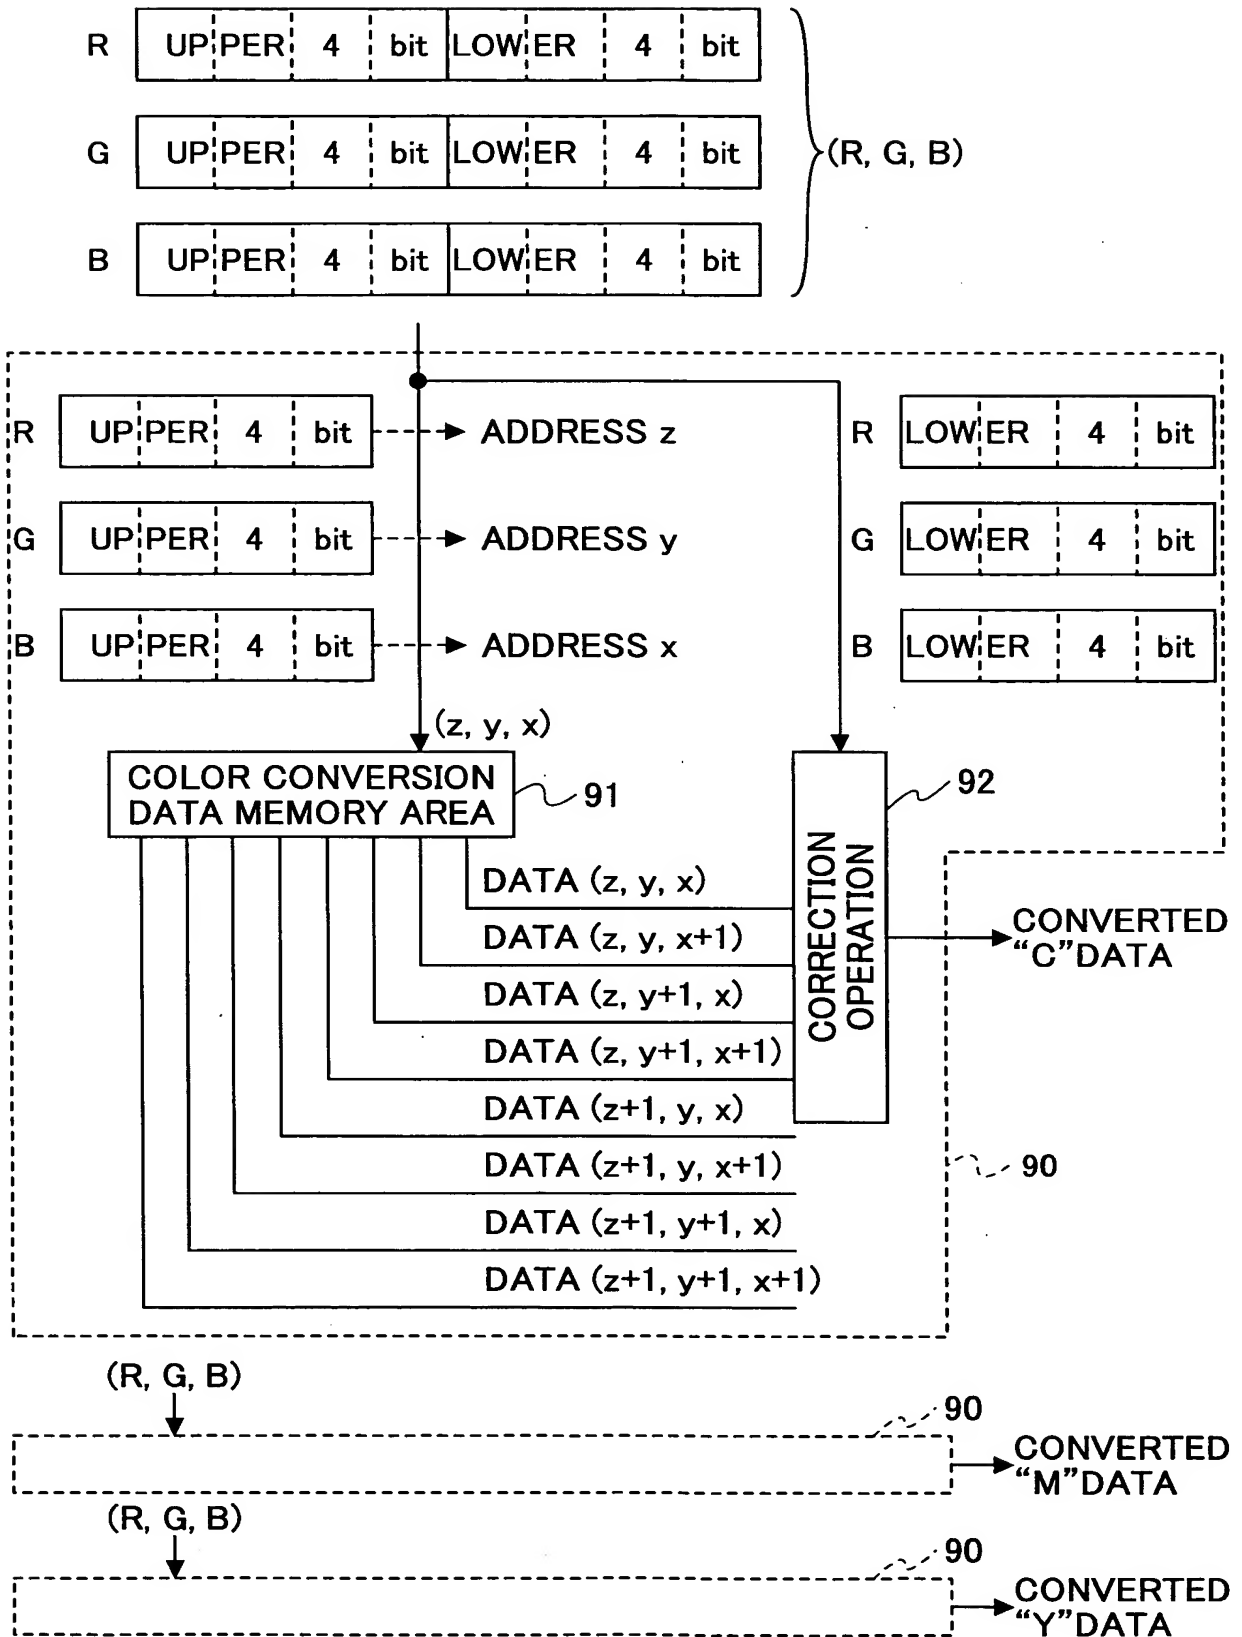 R UPPER 4 bit LOWER 4 bit
G UPPER 4 bit LOWER 4 bit
(R, G, B)
B UPPER 4 bit LOWER 4 bit
R UPPER 4 bit ADDRESS z
R LOWER 4 bit
G UPPER 4 bit ADDRESS y
G LOWER 4 bit
B UPPER 4 bit ADDRESS x
B LOWER 4 bit
(z, y, x)
COLOR CONVERSION
DATA MEMORY AREA
91
92
CORRECTION
OPERATION
DATA (z, y, x)
DATA (z, y, x+1)
DATA (z, y+1, x)
DATA (z, y+1, x+1)
DATA (z+1, y, x)
DATA (z+1, y, x+1)
DATA (z+1, y+1, x)
DATA (z+1, y+1, x+1)
CONVERTED
“C”DATA
90
(R, G, B)
90
CONVERTED
“M”DATA
(R, G, B)
90
CONVERTED
“Y”DATA